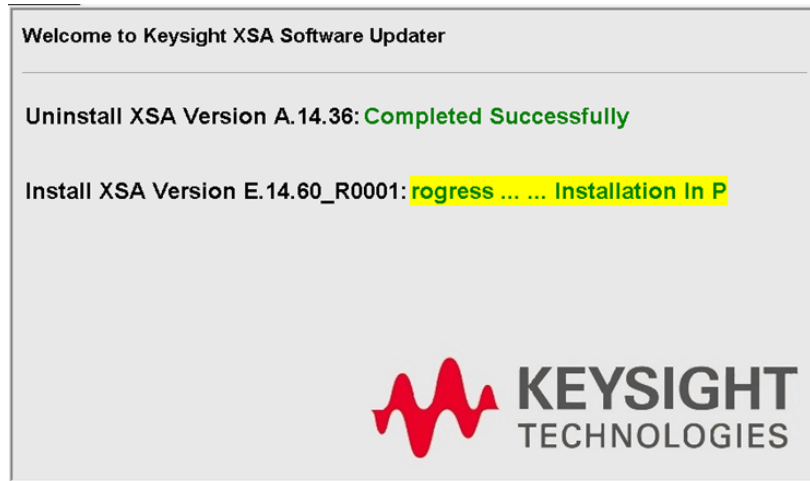 Welcome to Keysight XSA Software Updater
Uninstall XSA Version A.14.36: Completed Successfully
Install XSA Version E.14.60_R0001: rogress ... ... Installation In P
KEYSIGHT
TECHNOLOGIES